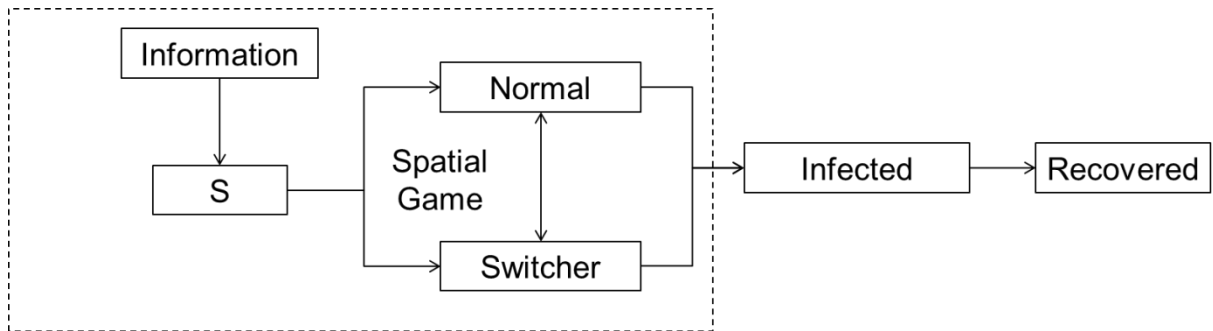 Information
Normal
Spatial
Game
S
Infected
Recovered
Switcher